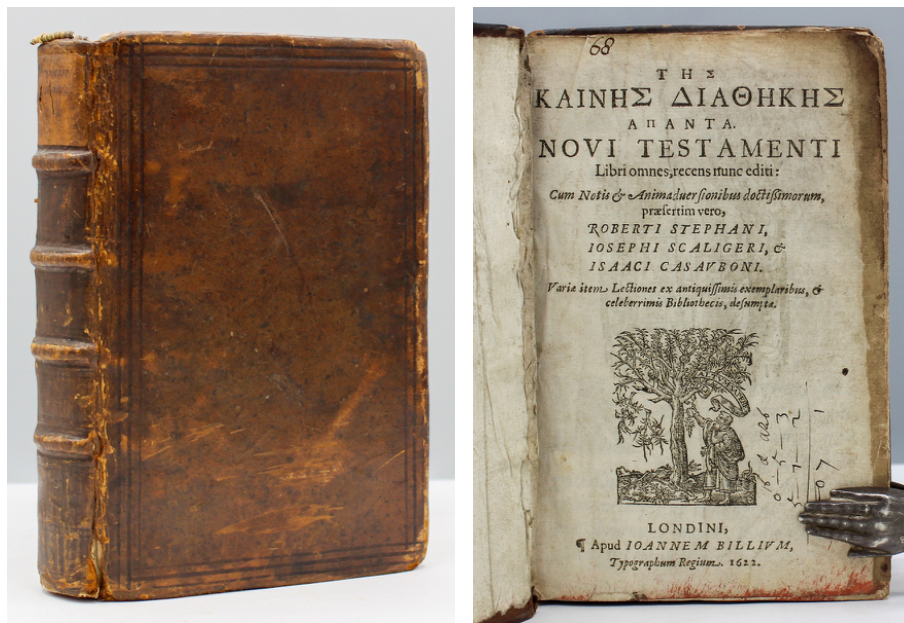 68
ΤΗΣ
ΚΑΙΝΗΣ ΔΙΑΘΗΚΗΣ
ΑΠΑΝΤΑ.
NOVI TESTAMENTI
Libri omnes, recens nunc editi:
Cum Notis & Animaduersionibus doctissimorum,
præsertim vero,
ROBERTI STEPHANI,
IOSEPHI SCALIGERI, &
ISAACI CASAVBONI.
Variæ item Lectiones ex antiquissimis exemplaribus, &
celeberrimis Bibliothecis, desumptæ.
LONDINI,
¶ Apud IOANNEM BILLIVM,
Typographum Regium. 1622.